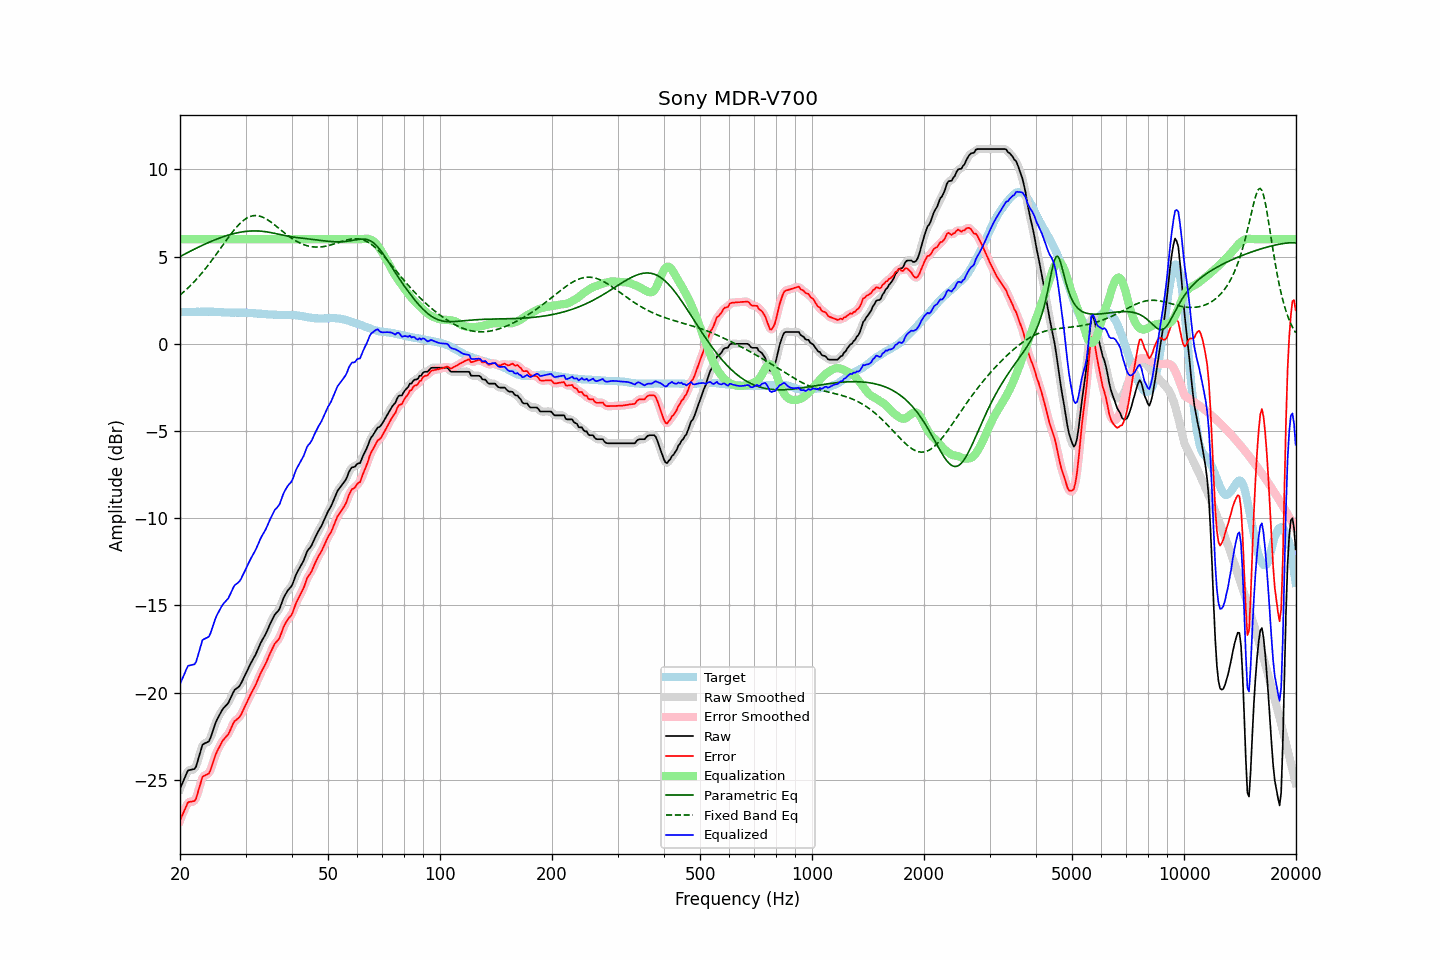 Sony MDR-V700
Amplitude (dBr)
10
5
0
−5
−10
−15
−20
−25
Target
Raw Smoothed
Error Smoothed
Raw
Error
Equalization
Parametric Eq
Fixed Band Eq
Equalized
20 50 100 200 500 1000 2000 5000 10000 20000
Frequency (Hz)